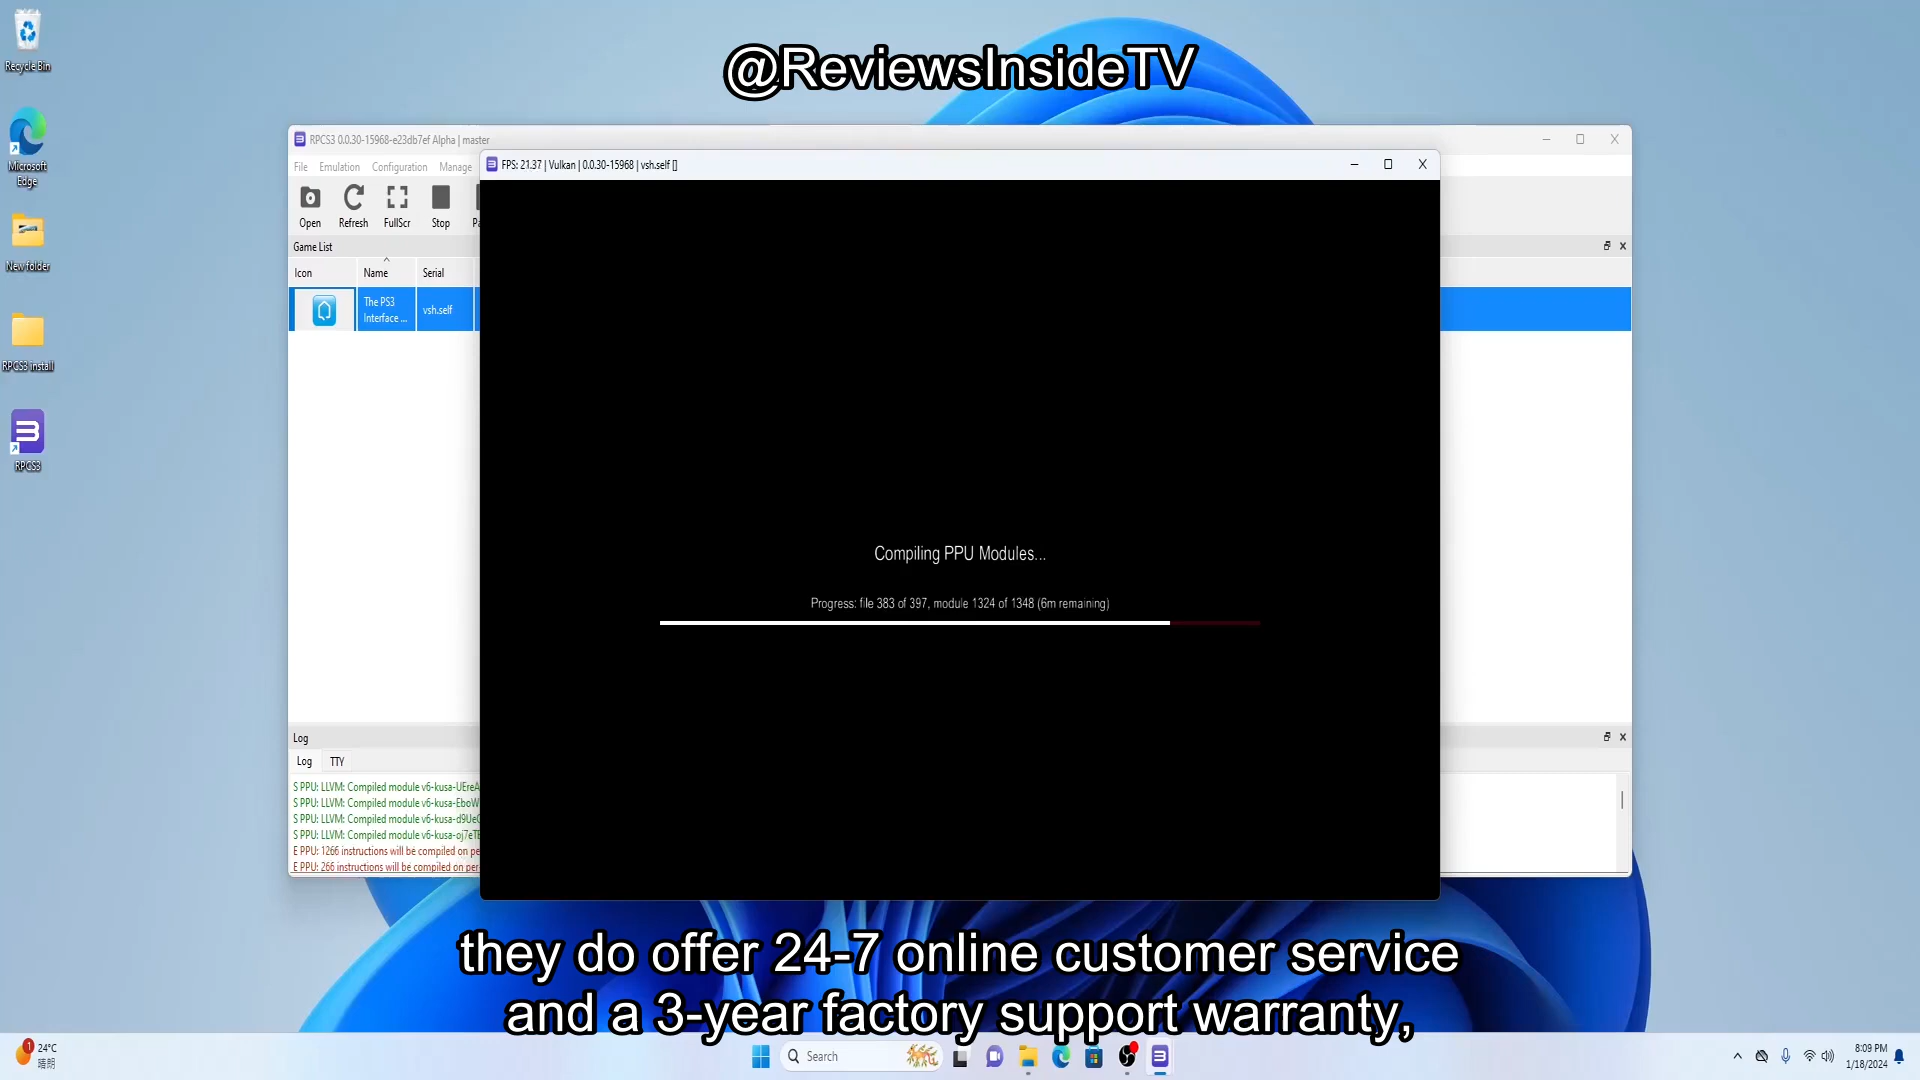 @ReviewsInsideTV
Recycle Bin
Microsoft
Edge
New folder
RPCS3 install
RPCS3
RPCS3 0.0.30-15968-e23db7ef Alpha | master
File Emulation Configuration Manage
FPS: 21.37 | Vulkan | 0.0.30-15968 | vsh.self []
Open Refresh FullScr Stop
Game List
Icon Name Serial
The PS3
Interface ...
vsh.self
Compiling PPU Modules...
Progress: file 383 of 397, module 1324 of 1348 (6m remaining)
Log
Log TTY
S PPU: LLVM: Compiled module v6-kusa-UEreA
S PPU: LLVM: Compiled module v6-kusa-EboW
S PPU: LLVM: Compiled module v6-kusa-d9Ue
S PPU: LLVM: Compiled module v6-kusa-oj7eTE
E PPU: 1266 instructions will be compiled on pe
E PPU: 266 instructions will be compiled on per
they do offer 24-7 online customer service
and a 3-year factory support warranty,
1
24°C
晴朗
Search
8:09 PM
1/18/2024